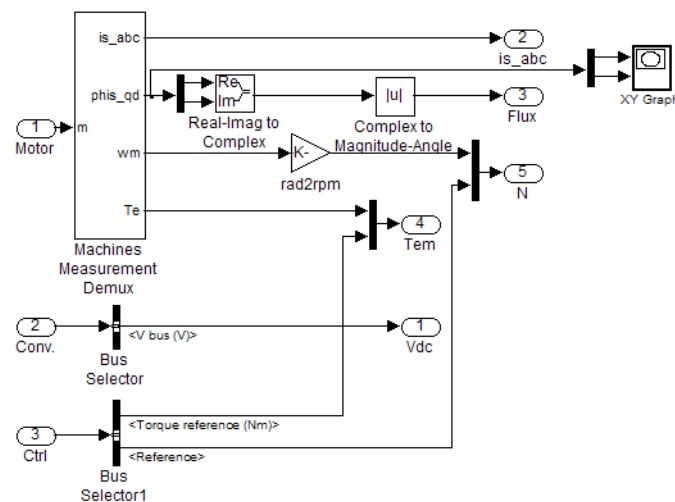 is_abc
2
is_abc
phis_qd
Re
Im
Real-Imag to
Complex
|u|
Complex to
Magnitude-Angle
3
Flux
XY Graph
1
Motor
m
wm
K-
rad2rpm
5
N
Te
4
Tem
Machines
Measurement
Demux
2
Conv.
<V bus (V)>
Bus
Selector
1
Vdc
3
Ctrl
<Torque reference (Nm)>
<Reference>
Bus
Selector1